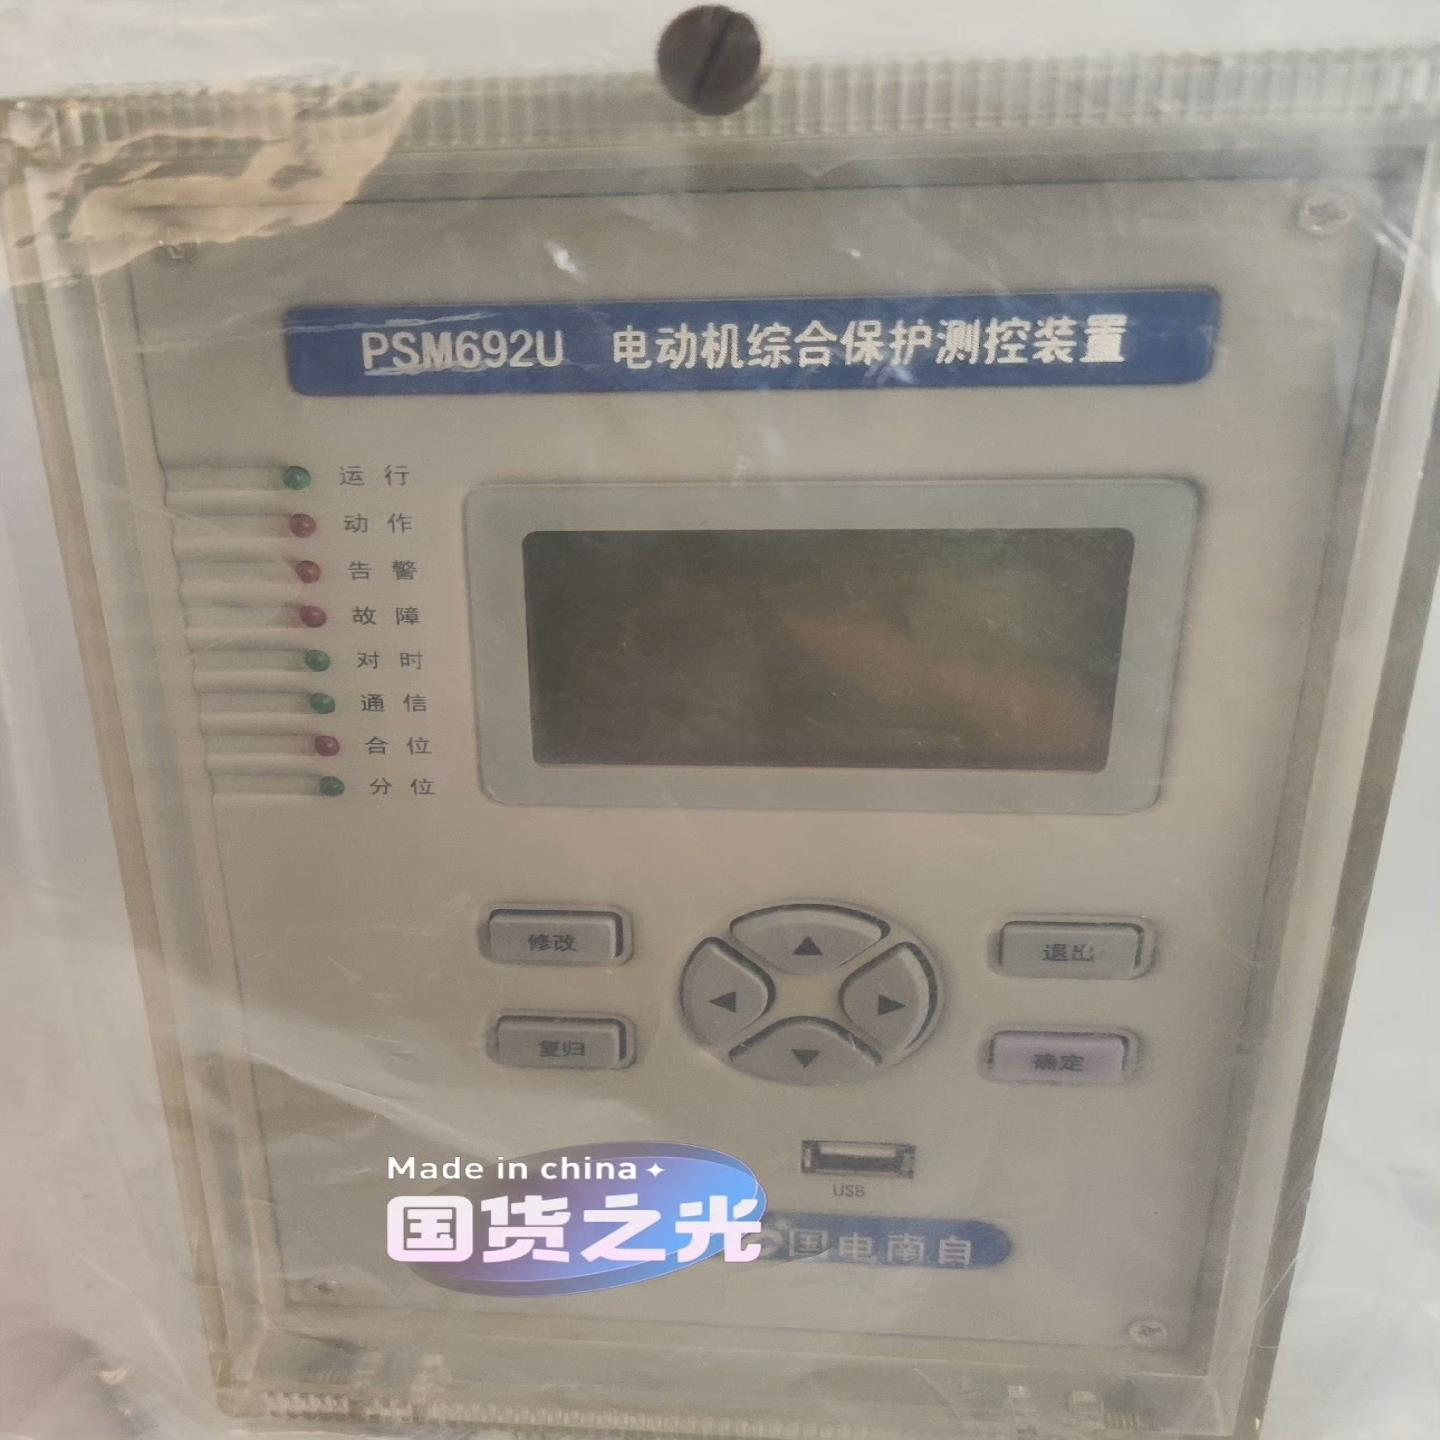 PSM692U 电动机综合保护测控装置
运行
动作
告警
故障
对时
通信
合位
分位
修改
退出
复归
确定
USB
Made in china
国货之光
国电南自